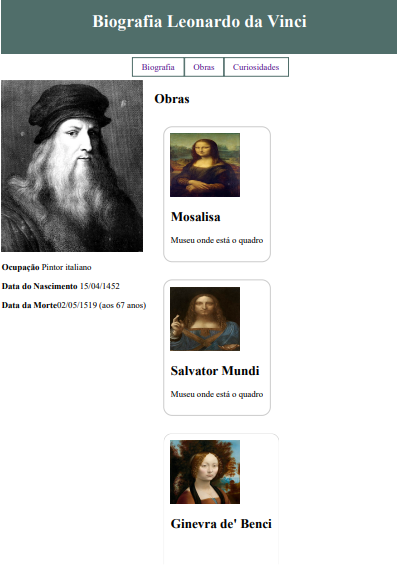 Biografia Leonardo da Vinci
Biografia Obras Curiosidades
Obras
Mosalisa
Museu onde está o quadro
Ocupação Pintor italiano
Data do Nascimento 15/04/1452
Data da Morte02/05/1519 (aos 67 anos)
Salvator Mundi
Museu onde está o quadro
Ginevra de' Benci